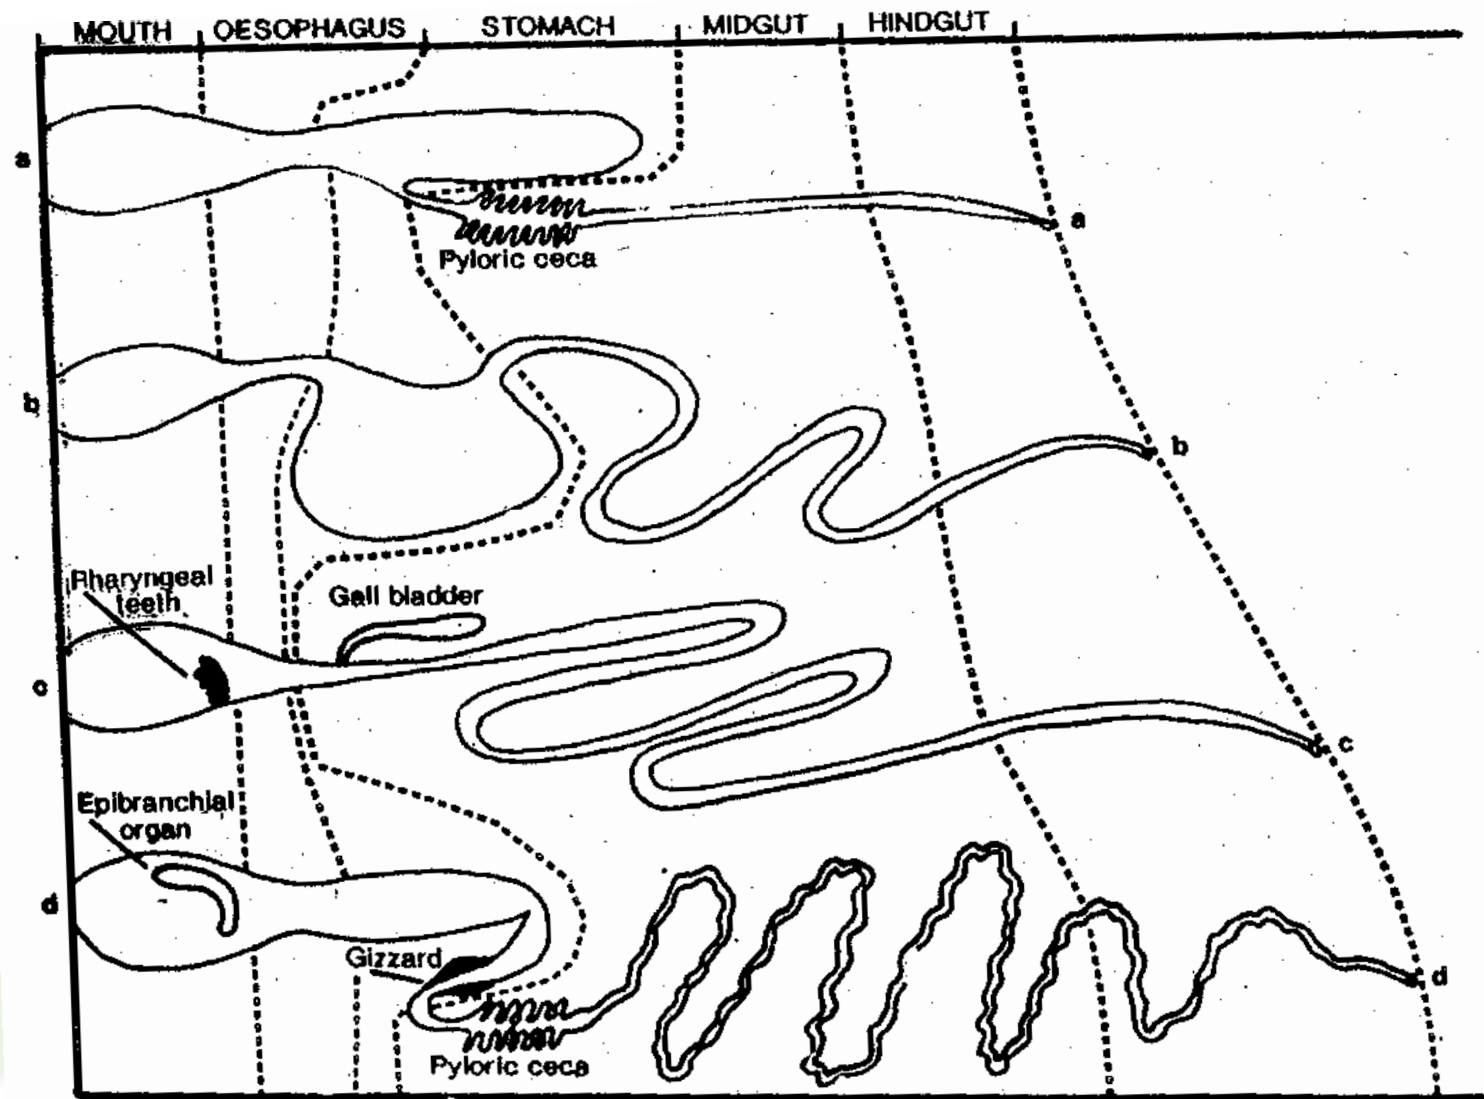 MOUTH OESOPHAGUS STOMACH MIDGUT HINDGUT
a
a
Pyloric ceca
b
b
Pharyngeal
teeth
Gall bladder
c
c
Epibranchial
organ
d
Gizzard
d
Pyloric ceca